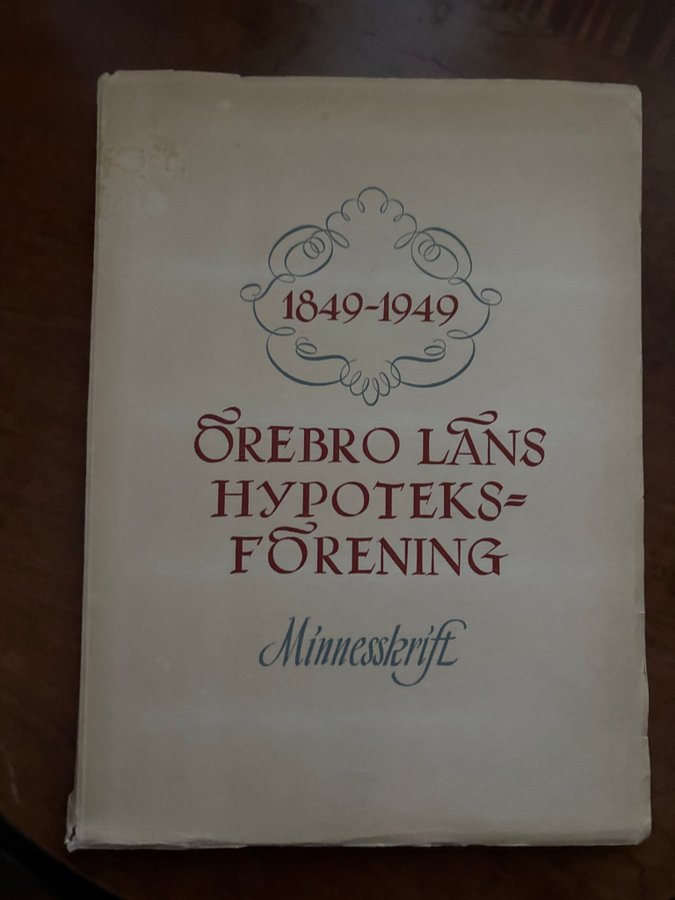 1849-1949
ÖREBRO LÄNS
HYPOTEKS=
FÖRENING
Minnesskrift